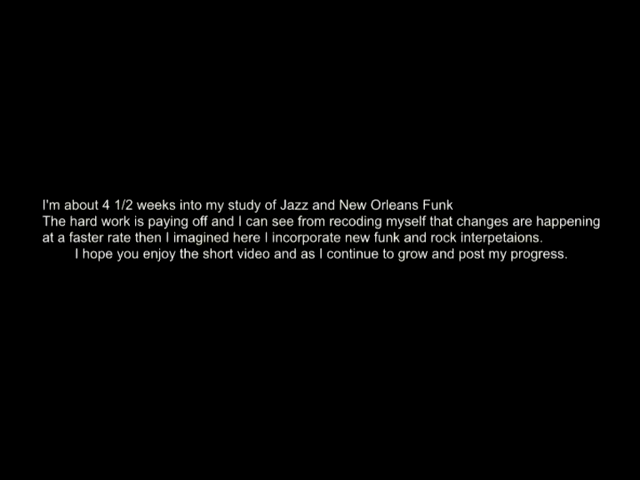 I'm about 4 1/2 weeks into my study of Jazz and New Orleans Funk
The hard work is paying off and I can see from recoding myself that changes are happening
at a faster rate then I imagined here I incorporate new funk and rock interpetaions.
I hope you enjoy the short video and as I continue to grow and post my progress.